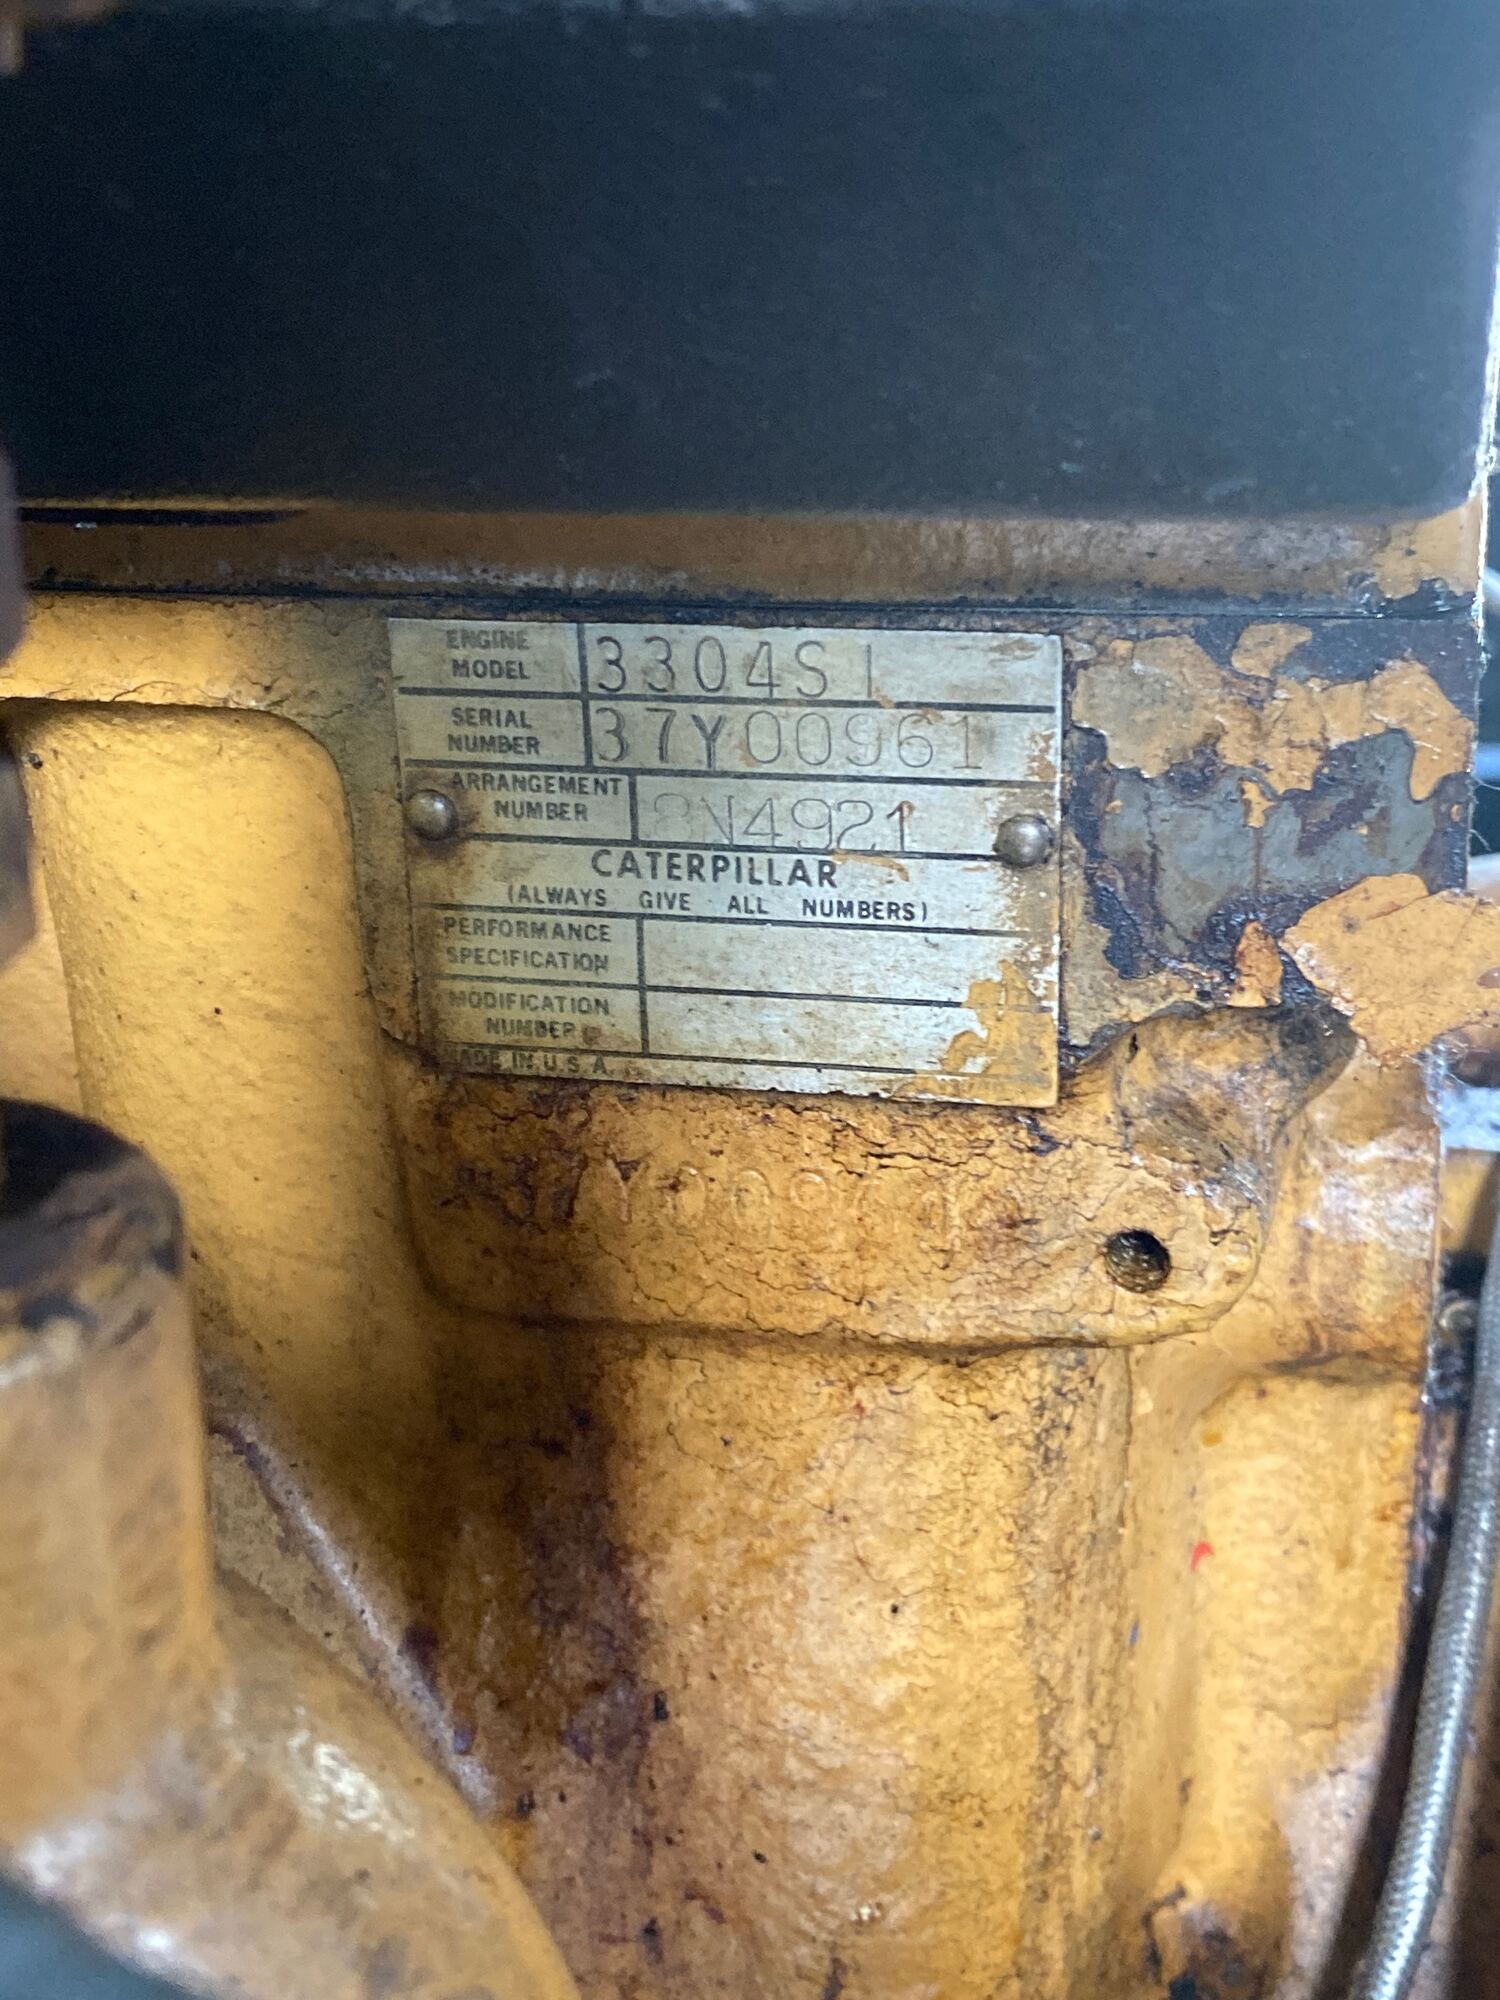 ENGINE MODEL 3304SI
SERIAL NUMBER 37Y00961
ARRANGEMENT NUMBER 8N4921
CATERPILLAR
(ALWAYS GIVE ALL NUMBERS)
PERFORMANCE SPECIFICATION
MODIFICATION NUMBER
MADE IN U.S.A.